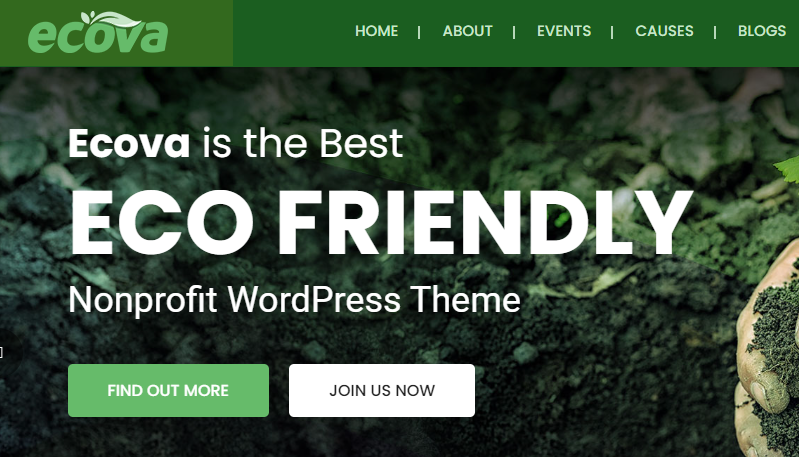 ecova
HOME | ABOUT | EVENTS | CAUSES | BLOGS
Ecova is the Best
ECO FRIENDLY
Nonprofit WordPress Theme
FIND OUT MORE
JOIN US NOW